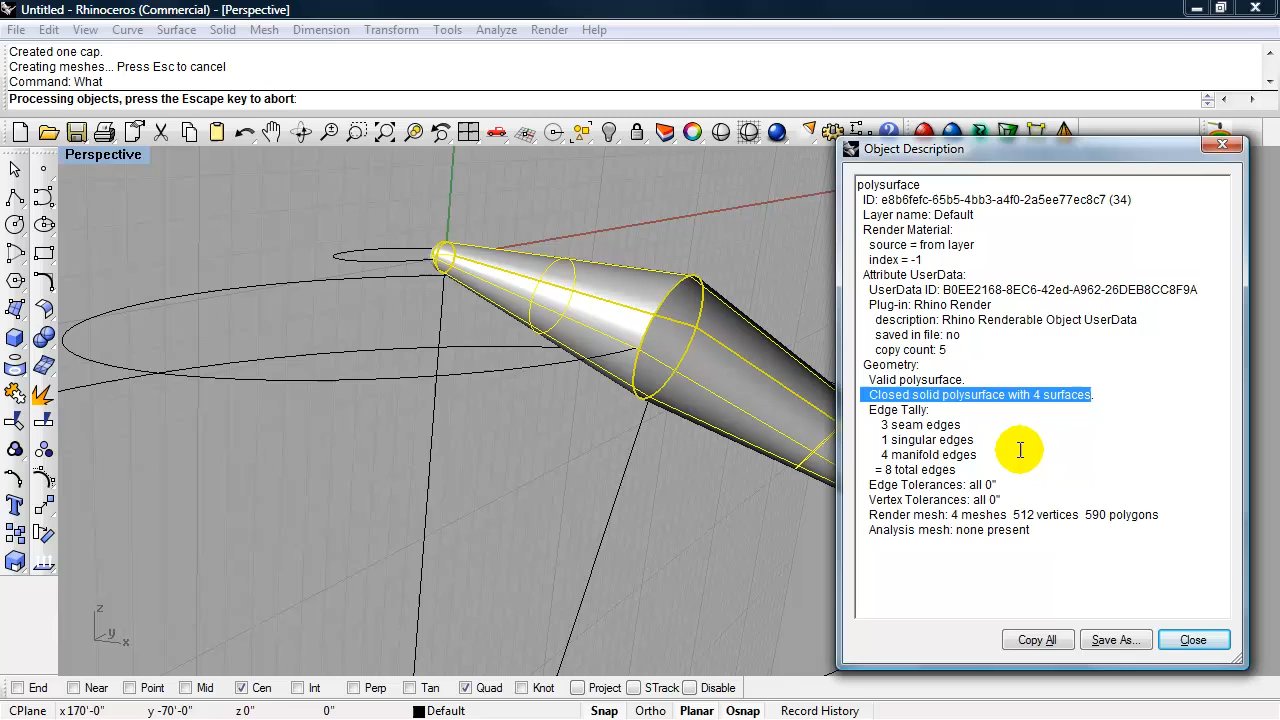 Untitled - Rhinoceros (Commercial) - [Perspective]
File Edit View Curve Surface Solid Mesh Dimension Transform Tools Analyze Render Help
Created one cap.
Creating meshes... Press Esc to cancel
Command: What
Processing objects, press the Escape key to abort:
Perspective
Object Description
polysurface
ID: e8b6fefc-65b5-4bb3-a4f0-2a5ee77ec8c7 (34)
Layer name: Default
Render Material:
source = from layer
index = -1
Attribute UserData:
UserData ID: B0EE2168-8EC6-42ed-A962-26DEB8CC8F9A
Plug-in: Rhino Render
description: Rhino Renderable Object UserData
saved in file: no
copy count: 5
Geometry:
Valid polysurface.
Closed solid polysurface with 4 surfaces.
Edge Tally:
3 seam edges
1 singular edges
4 manifold edges
= 8 total edges
Edge Tolerances: all 0"
Vertex Tolerances: all 0"
Render mesh: 4 meshes 512 vertices 590 polygons
Analysis mesh: none present
Copy All Save As... Close
z
y
x
End Near Point Mid Cen Int Perp Tan Quad Knot Project STrack Disable
CPlane x 170'-0" y -70'-0" z 0" 0" Default Snap Ortho Planar Osnap Record History